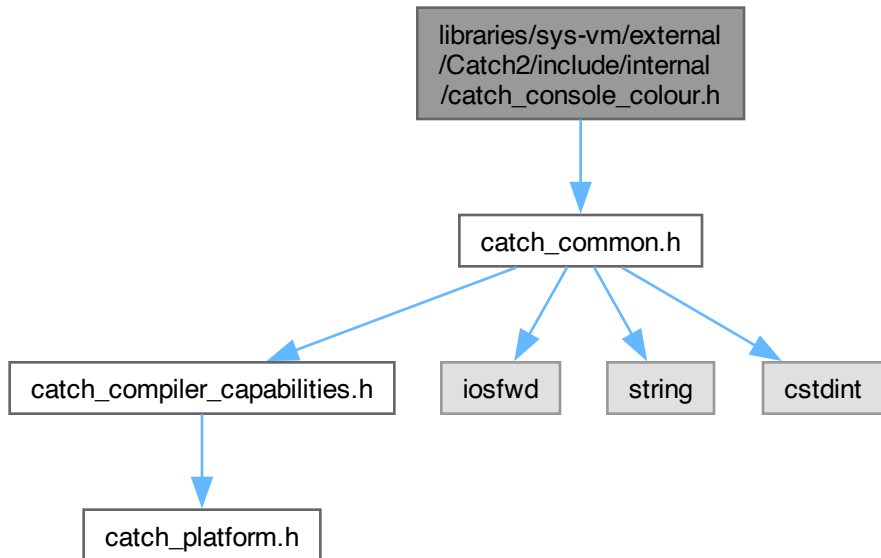 libraries/sys-vm/external
/Catch2/include/internal
/catch_console_colour.h
catch_common.h
catch_compiler_capabilities.h
iosfwd
string
cstdint
catch_platform.h